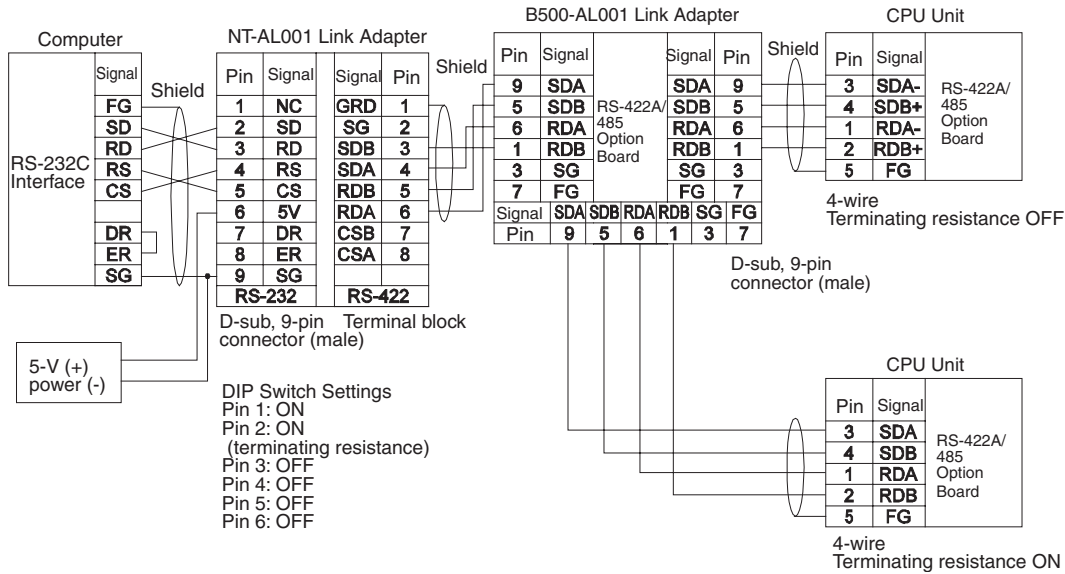 B500-AL001 Link Adapter
CPU Unit
Computer
NT-AL001 Link Adapter
Signal
FG
SD
RD
RS
CS
DR
ER
SG
RS-232C
Interface
Shield
Pin Signal Signal Pin
1 NC GRD 1
2 SD SG 2
3 RD SDB 3
4 RS SDA 4
5 CS RDB 5
6 5V RDA 6
7 DR CSB 7
8 ER CSA 8
9 SG
RS-232 RS-422
D-sub, 9-pin Terminal block
connector (male)
Shield
Pin Signal Signal Pin
9 SDA SDA 9
5 SDB SDB 5
6 RDA RDA 6
1 RDB RDB 1
3 SG SG 3
7 FG FG 7
RS-422A/
485
Option
Board
Signal SDA SDB RDA RDB SG FG
Pin 9 5 6 1 3 7
D-sub, 9-pin
connector (male)
Shield
Pin Signal
3 SDA-
4 SDB+
1 RDA-
2 RDB+
5 FG
RS-422A/
485
Option
Board
4-wire
Terminating resistance OFF
5-V (+)
power (-)
DIP Switch Settings
Pin 1: ON
Pin 2: ON
(terminating resistance)
Pin 3: OFF
Pin 4: OFF
Pin 5: OFF
Pin 6: OFF
CPU Unit
Pin Signal
3 SDA
4 SDB
1 RDA
2 RDB
5 FG
RS-422A/
485
Option
Board
4-wire
Terminating resistance ON